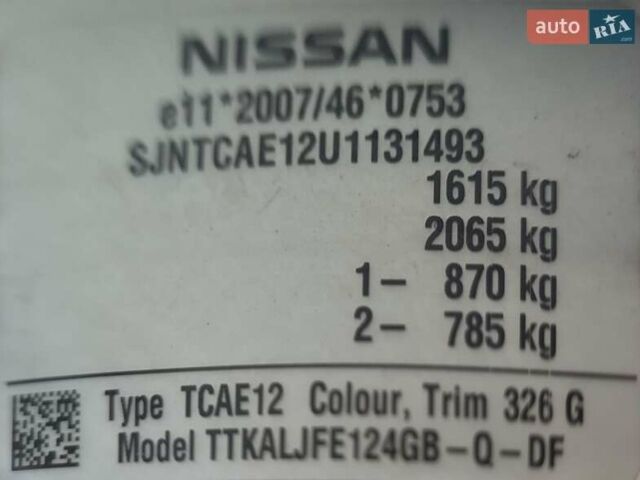 auto RIA .com
NISSAN
e11*2007/46*0753
SJNTCAE12U1131493
1615 kg
2065 kg
1- 870 kg
2- 785 kg
Type TCAE12 Colour, Trim 326 G
Model TTKALJFE124GB-Q-DF